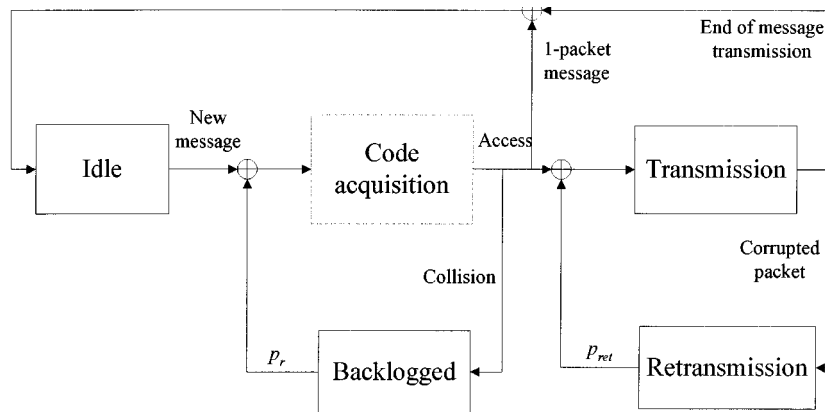 End of message
transmission
1-packet
message
New
message
Access
Idle
Code
acquisition
Transmission
Collision
Corrupted
packet
p_r
Backlogged
p_ret
Retransmission